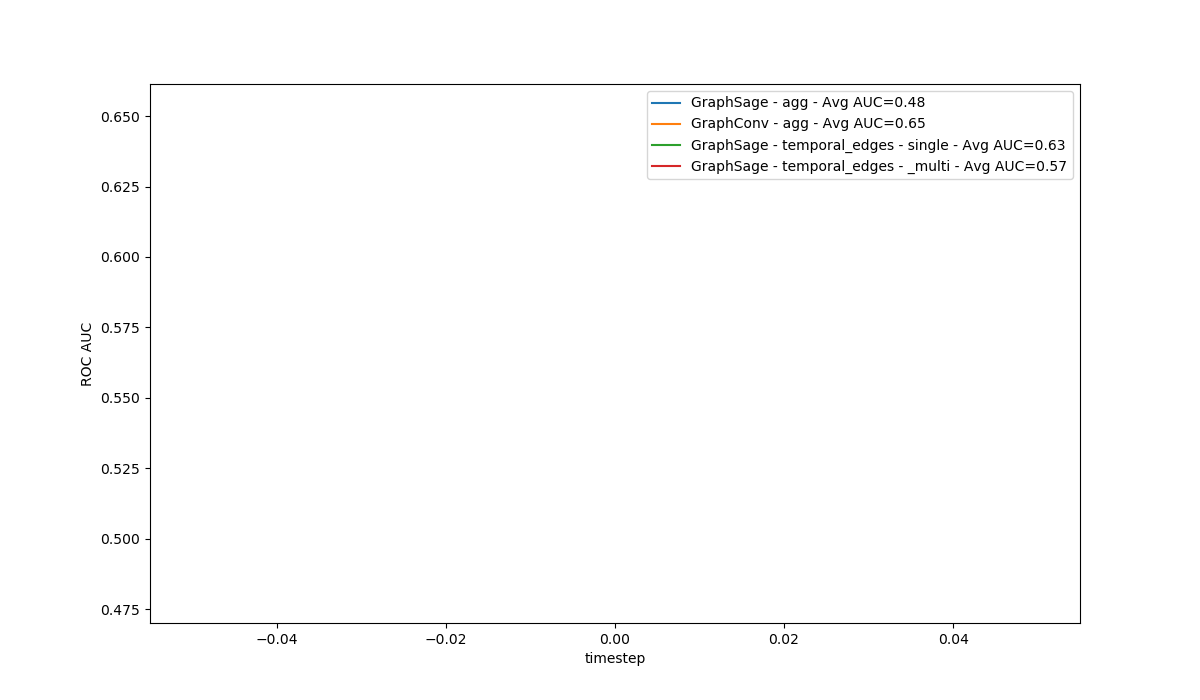 GraphSage - agg - Avg AUC=0.48
GraphConv - agg - Avg AUC=0.65
GraphSage - temporal_edges - single - Avg AUC=0.63
GraphSage - temporal_edges - _multi - Avg AUC=0.57
0.650
0.625
0.600
0.575
0.550
0.525
0.500
0.475
ROC AUC
−0.04 −0.02 0.00 0.02 0.04
timestep